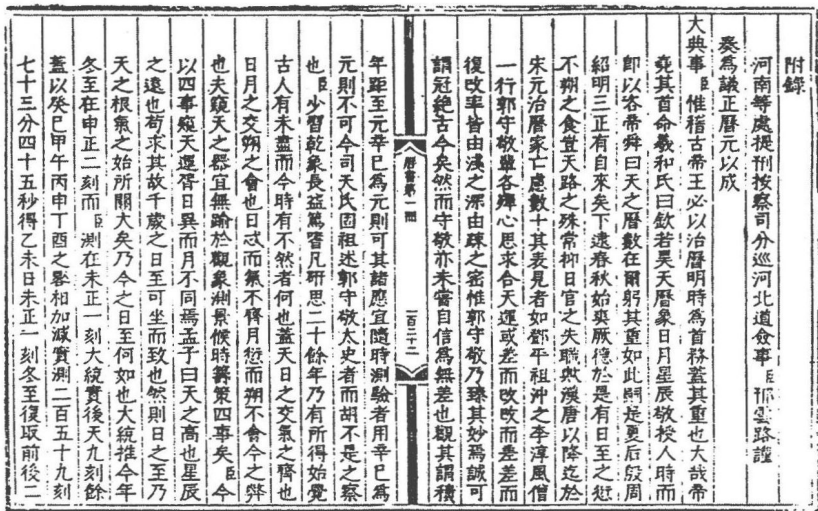 附錄
河南等處提刑按察司分巡河北道僉事臣邢雲路謹
奏爲議正曆元以成
大典事臣惟稽古帝王必以治曆明時爲首務蓋其重也大哉帝
堯其首命羲和氏曰欽若昊天曆象日月星辰敬授人時而
即以咨帝舜曰天之曆數在爾躬其重如此嗣是夏后殷周
紹明三正有自來矣下逮春秋始爽厥德於是有日至之愆
不朔之食豈天路之殊常抑日官之失職與漢唐以降迄於
宋元治曆家亡慮數十其表見者如鄧平祖沖之李淳風僧
一行郭守敬輩各殫心思求合天運或差而改改而差差而
復改率皆由淺之深由疎之密惟郭守敬乃臻其妙焉誠可
謂冠絶古今矣然而守敬亦未嘗自信爲無差也觀其謂積
曆書第一冊
一百二十二
年距至元辛巳爲元則可其諸應宜隨時測驗者用辛巳爲
元則不可今司天氏固祖述郭守敬太史者而胡不是之察
也臣少習乾象長益篤嗜凡研思二十餘年乃有所得始覺
古人有未盡而今時有不然者何也蓋天日之交氣之齊也
日月之交朔之會也日忒而氣不齊月愆而朔不會今之弊
也夫窺天之器宜無踰於觀象測景候時籌策四事矣臣今
以四事窺天運胥日異而月不同焉孟子曰天之高也星辰
之遠也苟求其故千歲之日至可坐而致也然則日之至乃
天之根氣之始所關大矣乃今之日至何如也大統推今年
冬至在申正二刻而臣測在未正一刻大統實後天九刻餘
蓋以癸巳甲午丙申丁酉之晷相加減實測二百五十九刻
七十三分四十五秒得乙未日未正一刻冬至復取前後二